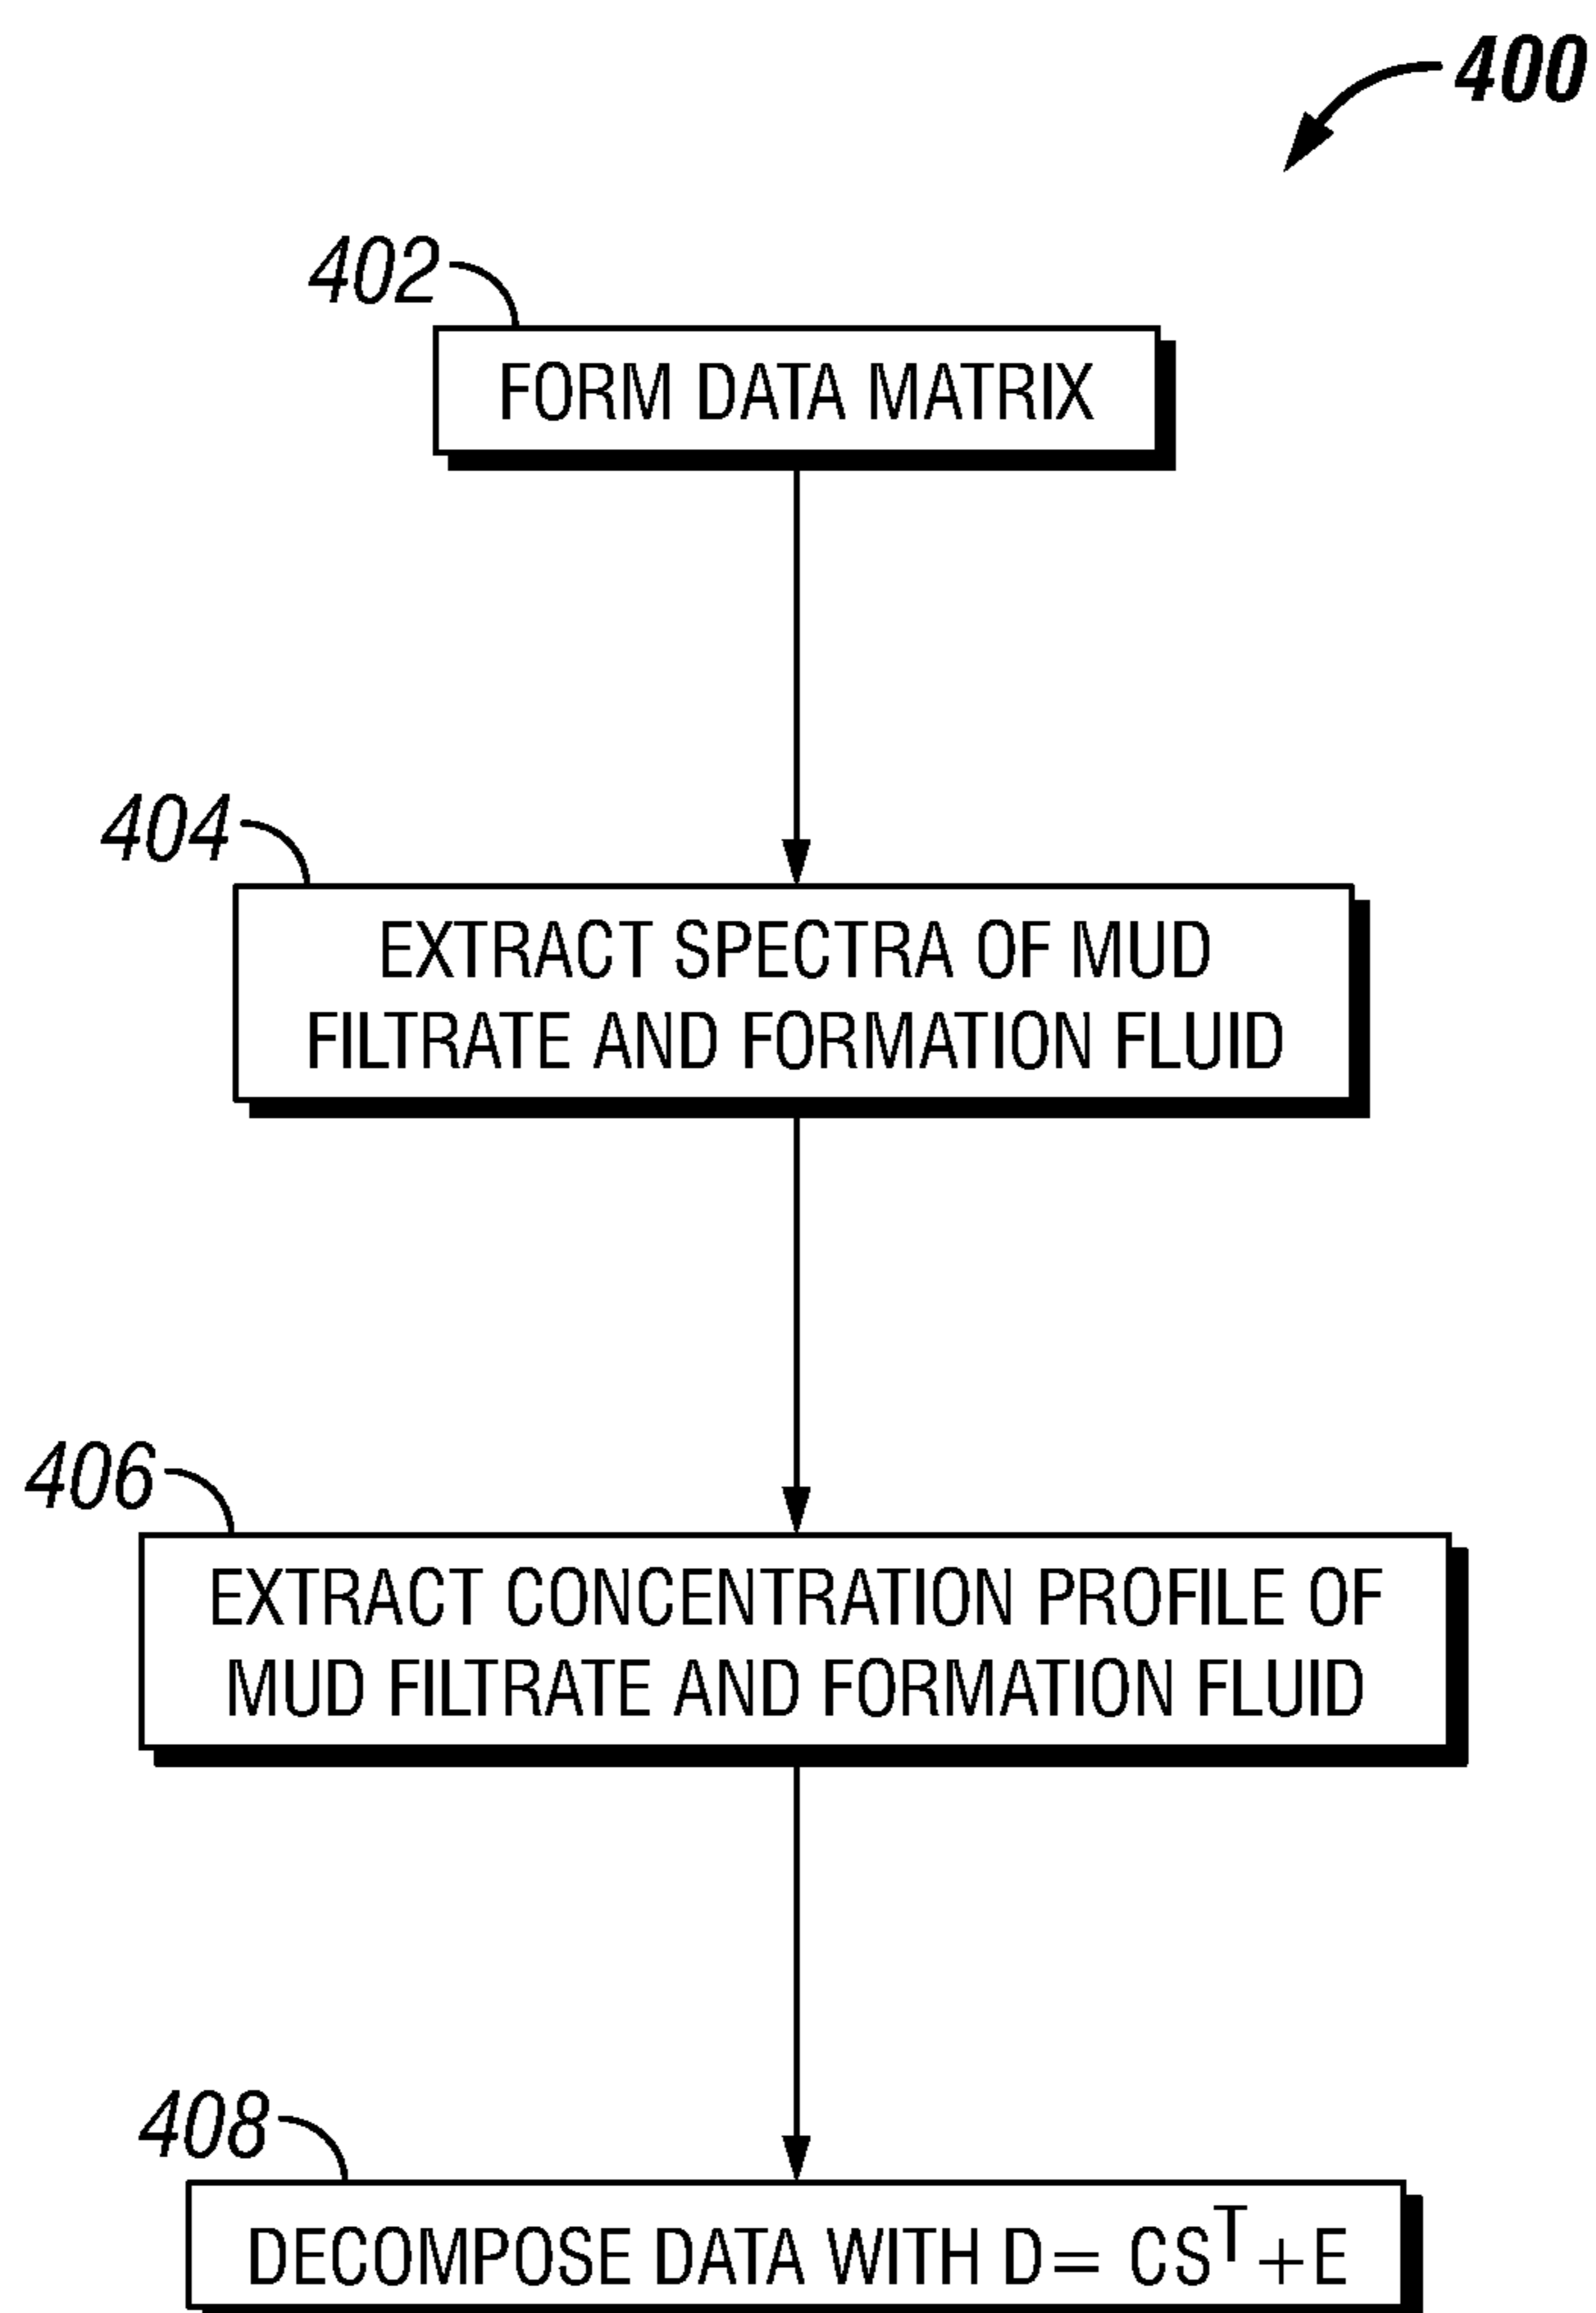 400
402
FORM DATA MATRIX
404
EXTRACT SPECTRA OF MUD
FILTRATE AND FORMATION FLUID
406
EXTRACT CONCENTRATION PROFILE OF
MUD FILTRATE AND FORMATION FLUID
408
DECOMPOSE DATA WITH D= CSᵀ+E